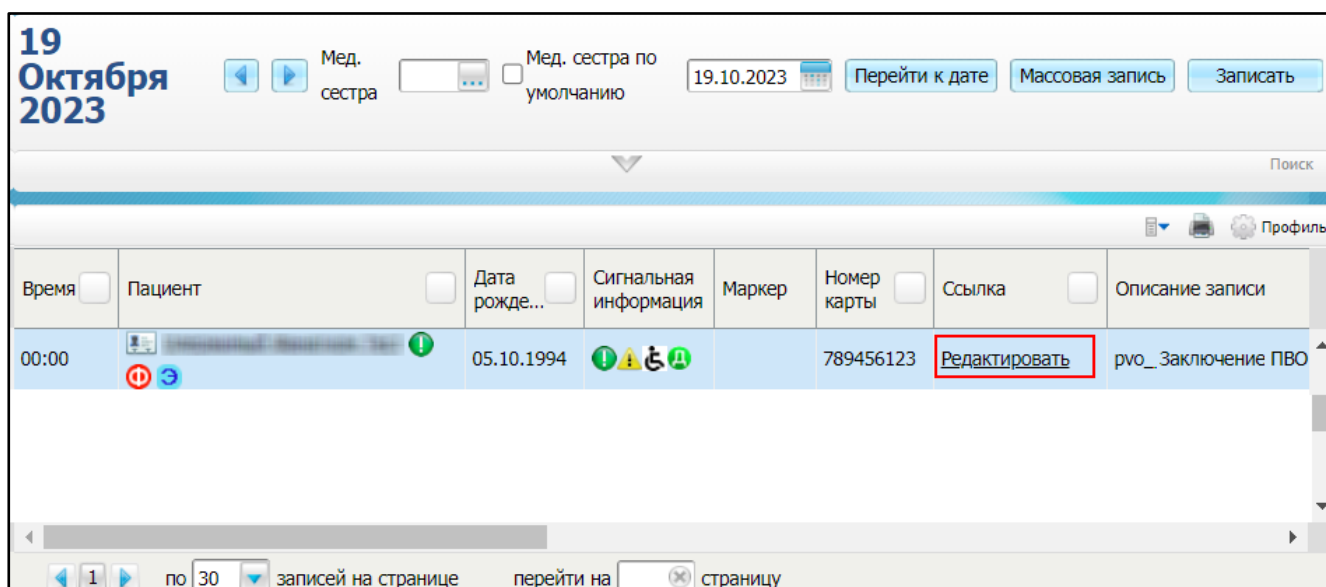 19
Октября
2023
Мед.
сестра
...
Мед. сестра по
умолчанию
19.10.2023
Перейти к дате
Массовая запись
Записать
Поиск
Профиль
Время
Пациент
Дата
рожде...
Сигнальная
информация
Маркер
Номер
карты
Ссылка
Описание записи
00:00
Э
05.10.1994
789456123
Редактировать
pvo_ Заключение ПВО
1 по 30 записей на странице перейти на страницу